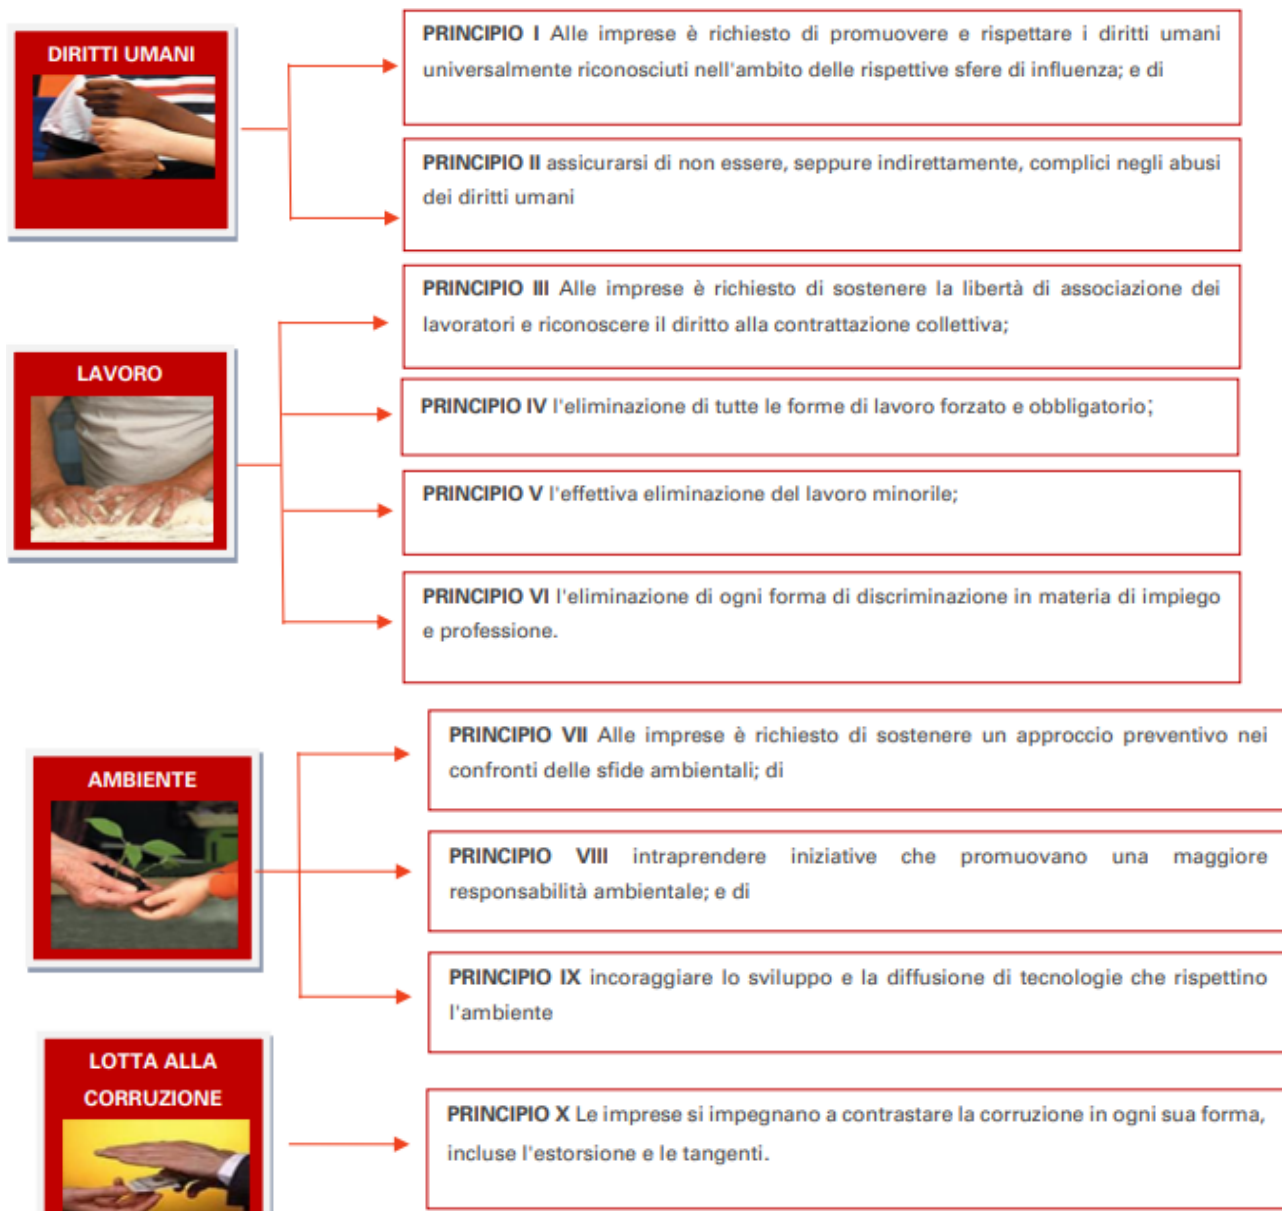 DIRITTI UMANI
PRINCIPIO I Alle imprese è richiesto di promuovere e rispettare i diritti umani
universalmente riconosciuti nell'ambito delle rispettive sfere di influenza; e di
PRINCIPIO II assicurarsi di non essere, seppure indirettamente, complici negli abusi
dei diritti umani
LAVORO
PRINCIPIO III Alle imprese è richiesto di sostenere la libertà di associazione dei
lavoratori e riconoscere il diritto alla contrattazione collettiva;
PRINCIPIO IV l'eliminazione di tutte le forme di lavoro forzato e obbligatorio;
PRINCIPIO V l'effettiva eliminazione del lavoro minorile;
PRINCIPIO VI l'eliminazione di ogni forma di discriminazione in materia di impiego
e professione.
AMBIENTE
PRINCIPIO VII Alle imprese è richiesto di sostenere un approccio preventivo nei
confronti delle sfide ambientali; di
PRINCIPIO VIII intraprendere iniziative che promuovano una maggiore
responsabilità ambientale; e di
PRINCIPIO IX incoraggiare lo sviluppo e la diffusione di tecnologie che rispettino
l'ambiente
LOTTA ALLA
CORRUZIONE
PRINCIPIO X Le imprese si impegnano a contrastare la corruzione in ogni sua forma,
incluse l'estorsione e le tangenti.